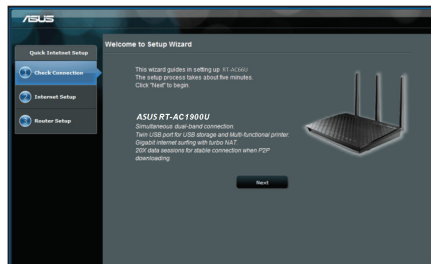 ASUS
Quick Internet Setup
1 Check Connection
2 Internet Setup
3 Router Setup
Welcome to Setup Wizard
This wizard guides in setting up RT-AC66U
The setup process takes about five minutes.
Click "Next" to begin.
ASUS RT-AC1900U
Simultaneous dual-band connection.
Twin USB port for USB storage and Multi-functional printer.
Gigabit internet surfing with turbo NAT.
20X data sessions for stable connection when P2P
downloading.
Next